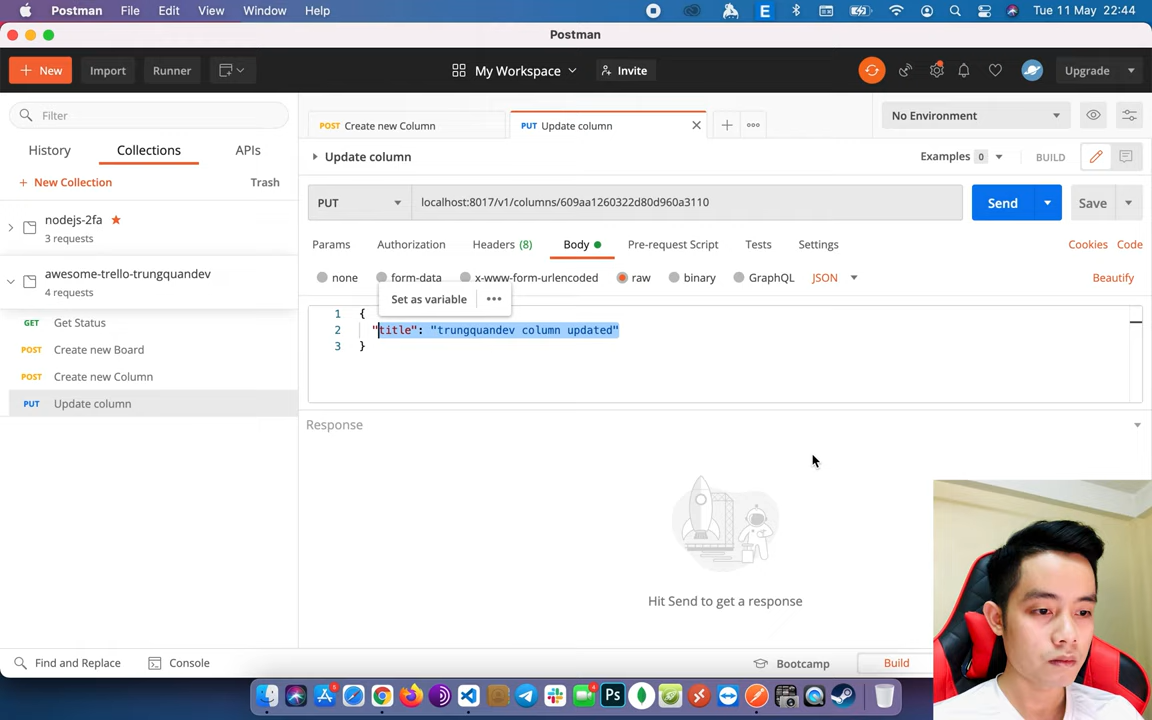 Postman File Edit View Window Help Tue 11 May 22:44
Postman
+ New Import Runner My Workspace Invite Upgrade
Filter
History Collections APIs
+ New Collection Trash
nodejs-2fa
3 requests
awesome-trello-trungquandev
4 requests
GET Get Status
POST Create new Board
POST Create new Column
PUT Update column
POST Create new Column PUT Update column No Environment
Update column Examples 0 BUILD
PUT localhost:8017/v1/columns/609aa1260322d80d960a3110 Send Save
Params Authorization Headers (8) Body Pre-request Script Tests Settings Cookies Code
none form-data x-www-form-urlencoded raw binary GraphQL JSON Beautify
Set as variable
1 {
2 "title": "trungquandev column updated"
3 }
Response
Hit Send to get a response
Find and Replace Console Bootcamp Build
Ps